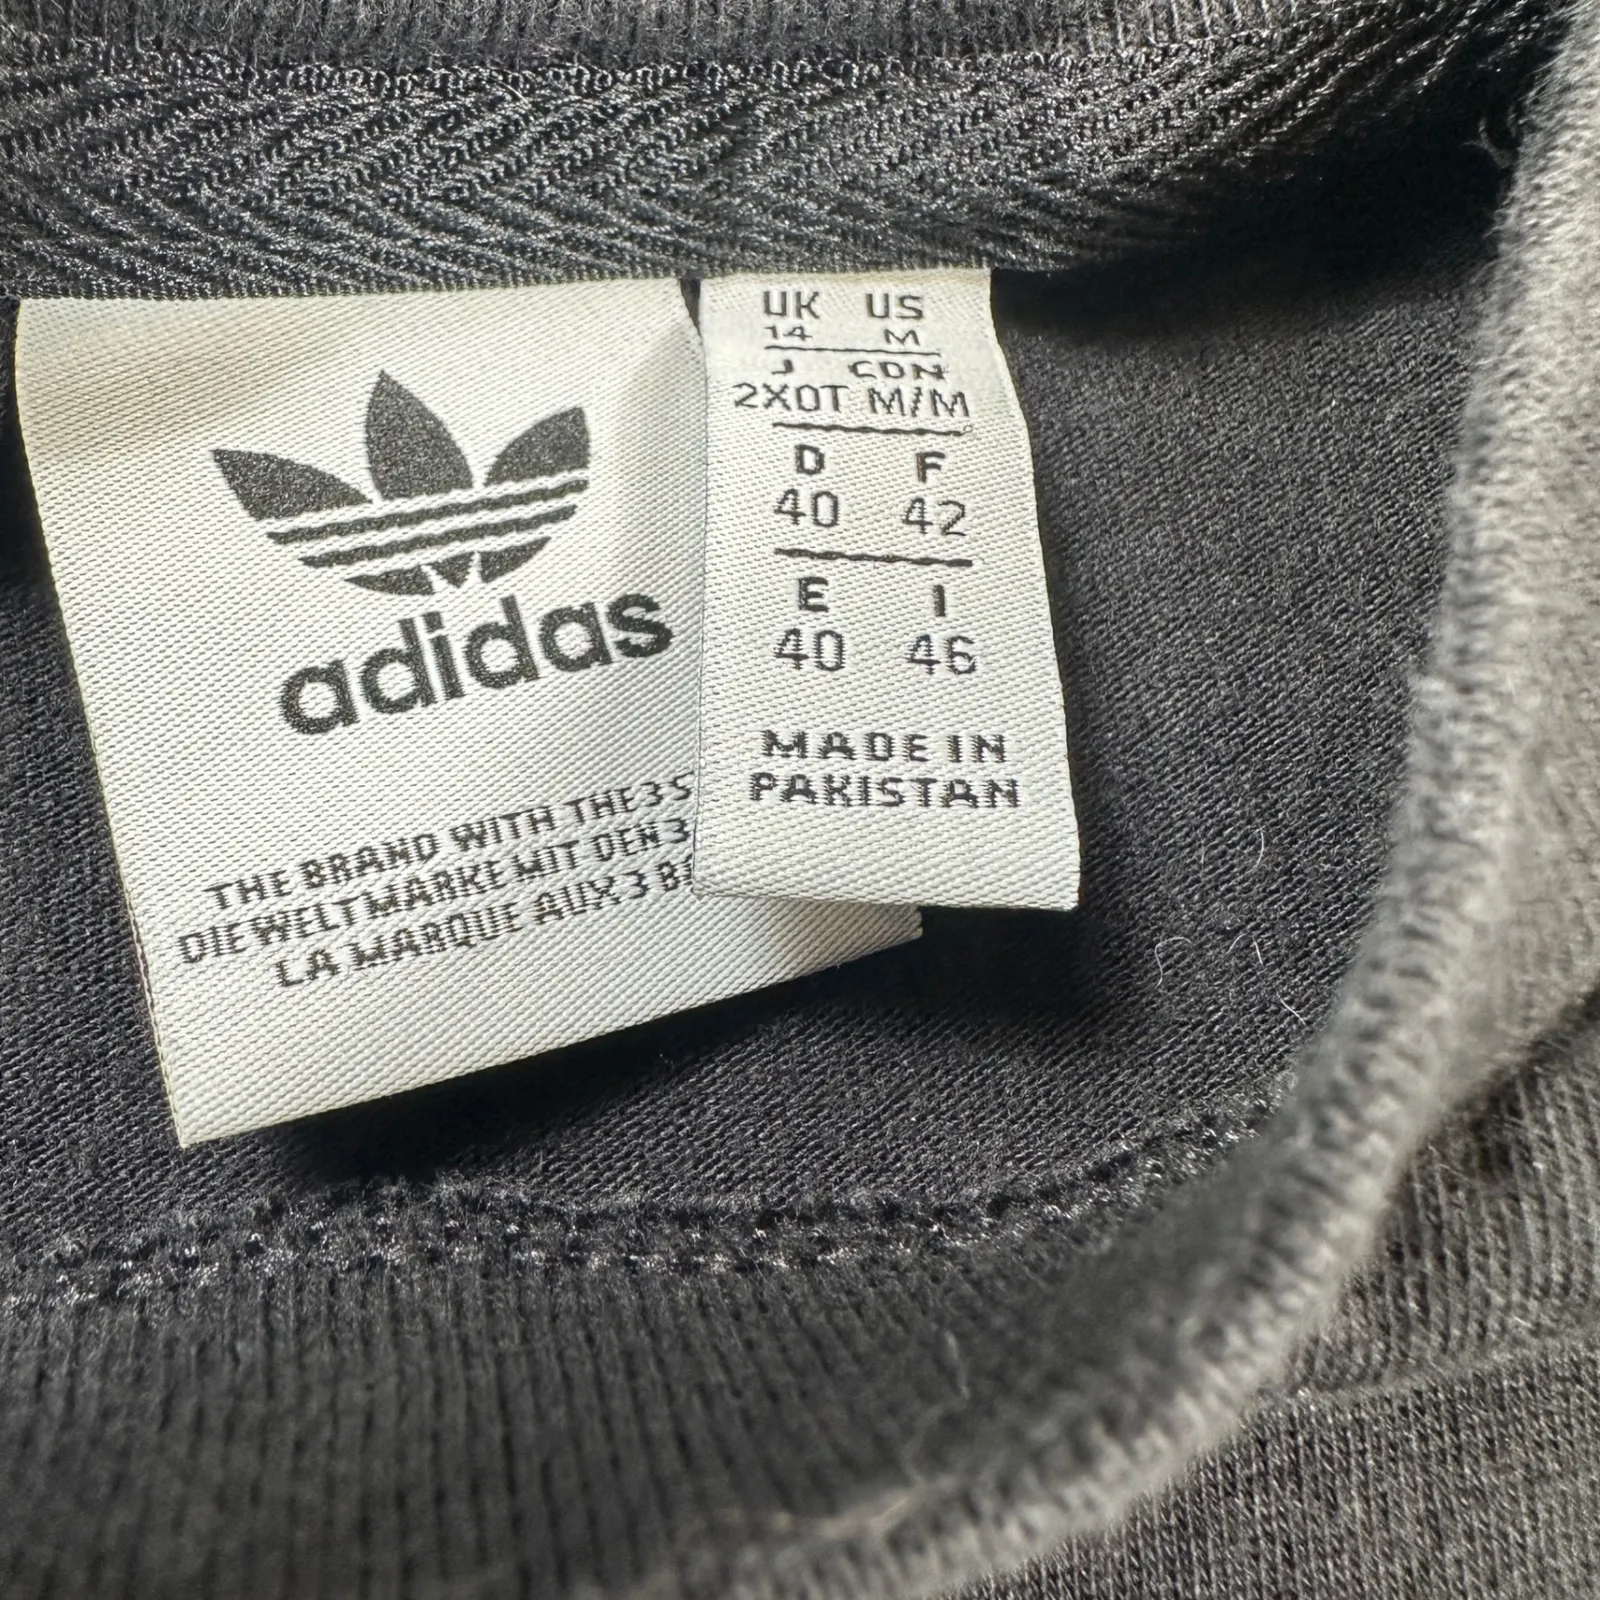 adidas
THE BRAND WITH THE 3 S
DIE WELTMARKE MIT DEN 3
LA MARQUE AUX 3 BA
UK US
14 M
J CDN
2XOT M/M
D F
40 42
E I
40 46
MADE IN
PAKISTAN